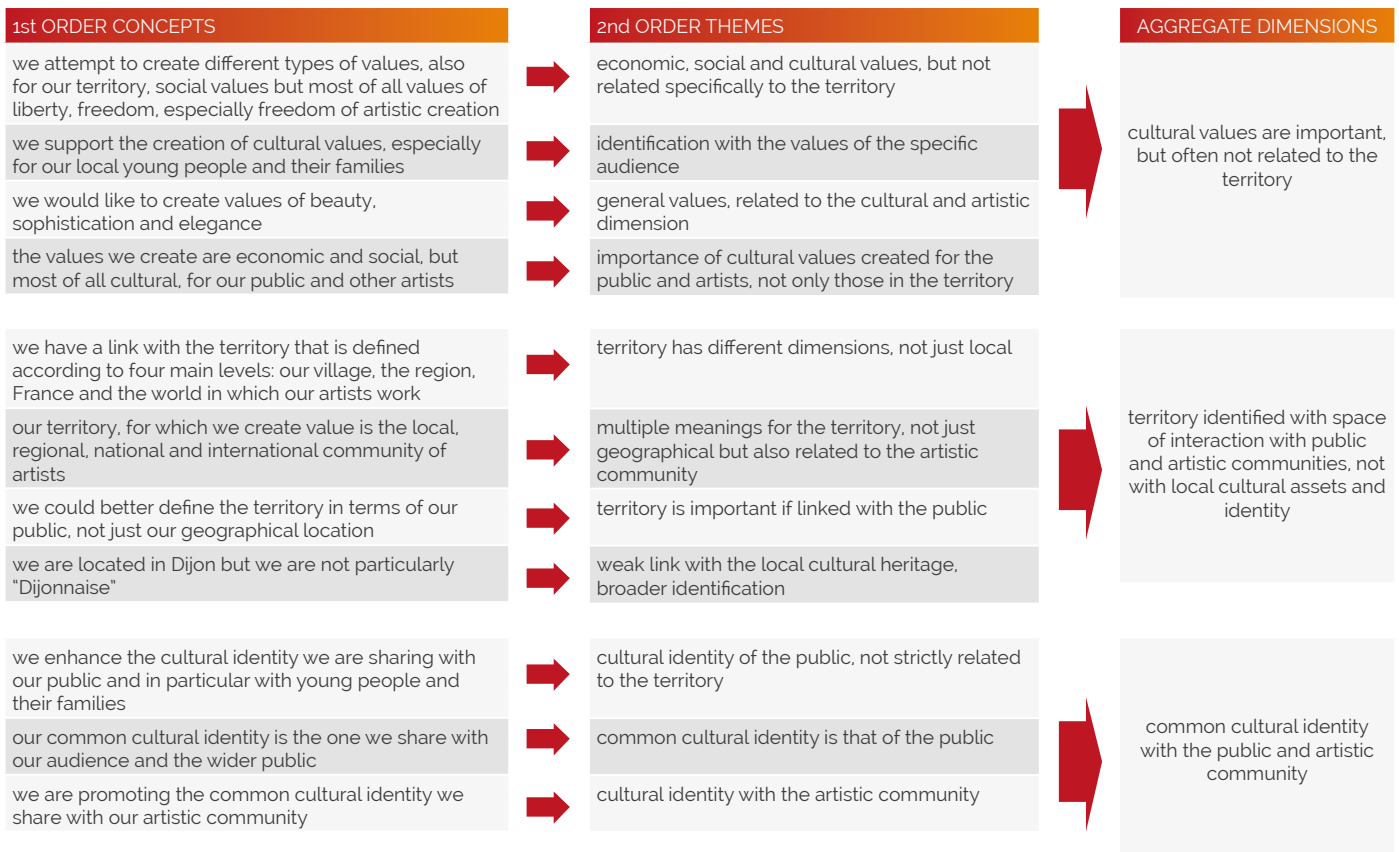 1st ORDER CONCEPTS
2nd ORDER THEMES
AGGREGATE DIMENSIONS
we attempt to create different types of values, also
for our territory, social values but most of all values of
liberty, freedom, especially freedom of artistic creation
economic, social and cultural values, but not
related specifically to the territory
we support the creation of cultural values, especially
for our local young people and their families
identification with the values of the specific
audience
we would like to create values of beauty,
sophistication and elegance
general values, related to the cultural and artistic
dimension
the values we create are economic and social, but
most of all cultural, for our public and other artists
importance of cultural values created for the
public and artists, not only those in the territory
cultural values are important,
but often not related to the
territory
we have a link with the territory that is defined
according to four main levels: our village, the region,
France and the world in which our artists work
territory has different dimensions, not just local
our territory, for which we create value is the local,
regional, national and international community of
artists
multiple meanings for the territory, not just
geographical but also related to the artistic
community
we could better define the territory in terms of our
public, not just our geographical location
territory is important if linked with the public
we are located in Dijon but we are not particularly
"Dijonnaise"
weak link with the local cultural heritage,
broader identification
territory identified with space
of interaction with public
and artistic communities, not
with local cultural assets and
identity
we enhance the cultural identity we are sharing with
our public and in particular with young people and
their families
cultural identity of the public, not strictly related
to the territory
our common cultural identity is the one we share with
our audience and the wider public
common cultural identity is that of the public
we are promoting the common cultural identity we
share with our artistic community
cultural identity with the artistic community
common cultural identity
with the public and artistic
community